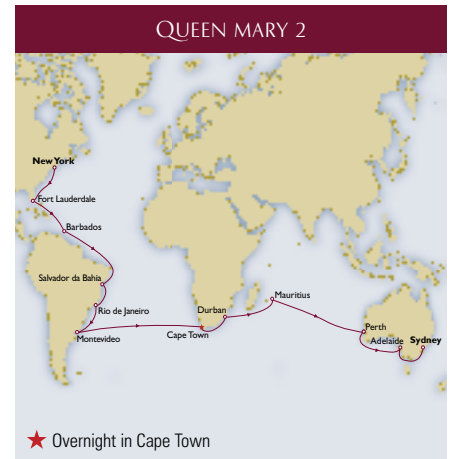 QUEEN MARY 2
New York
Fort Lauderdale
Barbados
Salvador da Bahia
Rio de Janeiro
Montevideo
Cape Town
Durban
Mauritius
Perth
Adelaide
Sydney
Overnight in Cape Town